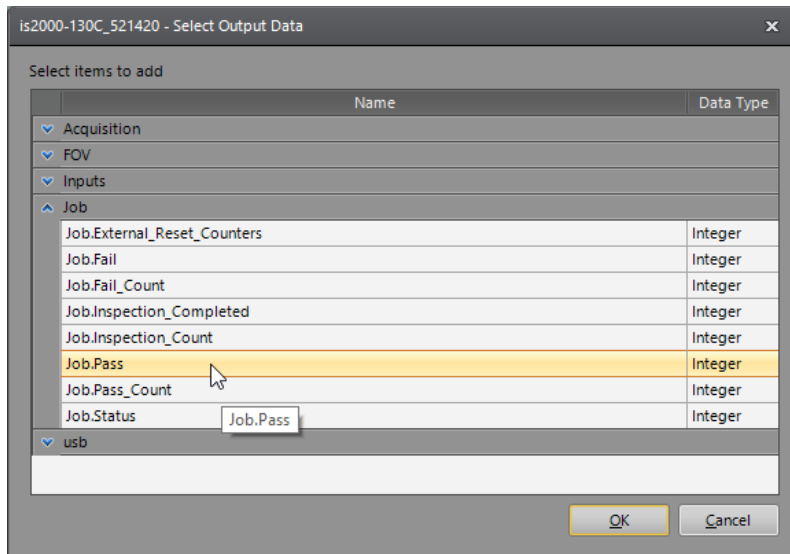 is2000-130C_521420 - Select Output Data x
Select items to add
Name Data Type
Acquisition
FOV
Inputs
Job
Job.External_Reset_Counters Integer
Job.Fail Integer
Job.Fail_Count Integer
Job.Inspection_Completed Integer
Job.Inspection_Count Integer
Job.Pass Integer
Job.Pass_Count Integer
Job.Status Integer
Job.Pass
usb
OK Cancel